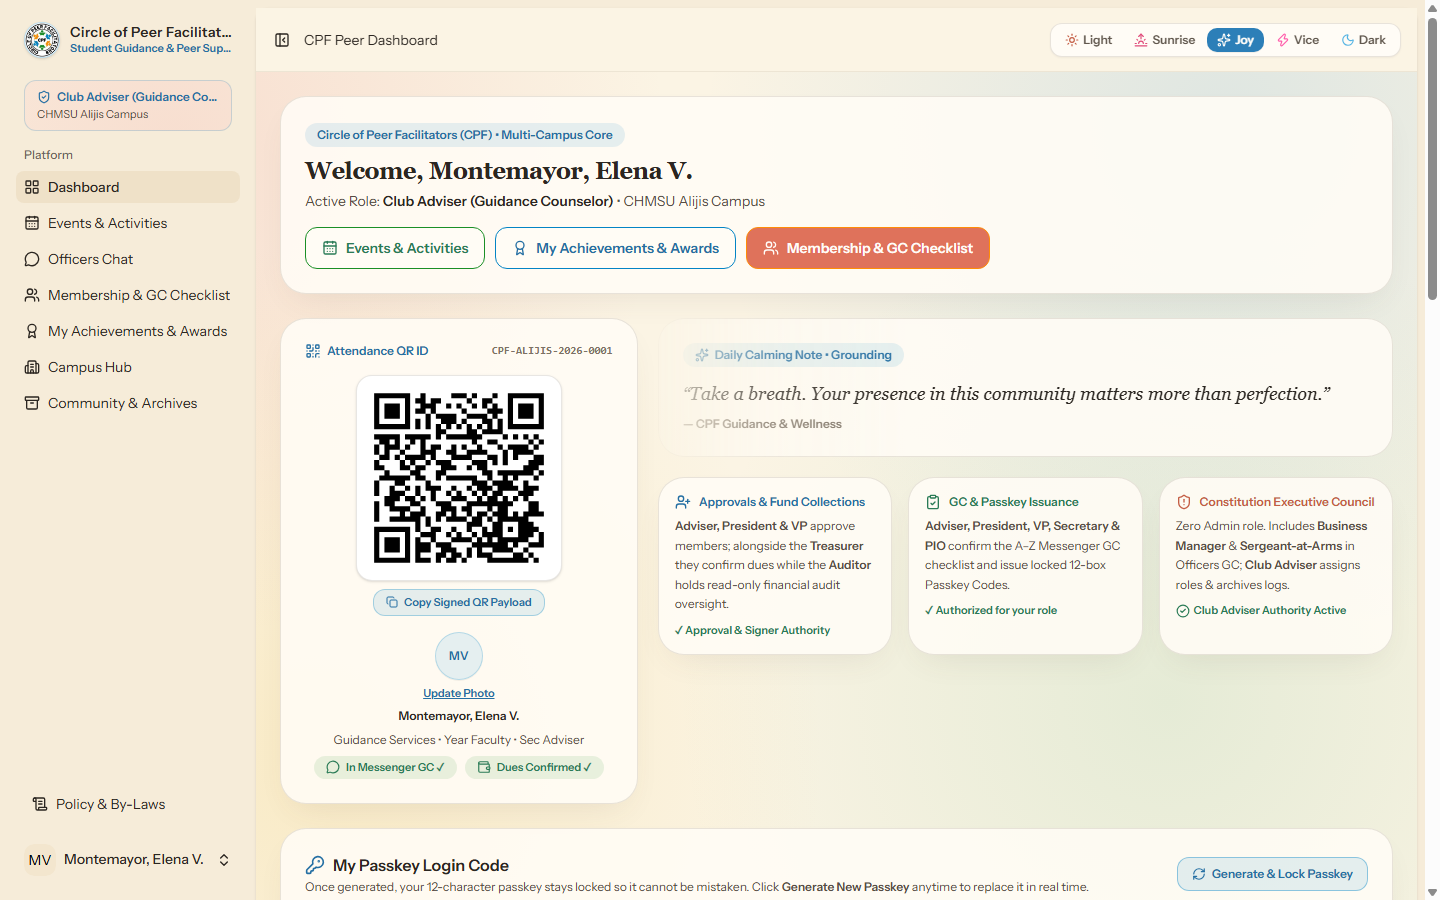 Circle of Peer Facilitat...
Student Guidance & Peer Sup...
Club Adviser (Guidance Co...
CHMSU Alijis Campus
Platform
Dashboard
Events & Activities
Officers Chat
Membership & GC Checklist
My Achievements & Awards
Campus Hub
Community & Archives
Policy & By-Laws
MV Montemayor, Elena V.
CPF Peer Dashboard
Light Sunrise Joy Vice Dark
Circle of Peer Facilitators (CPF) • Multi-Campus Core
Welcome, Montemayor, Elena V.
Active Role: Club Adviser (Guidance Counselor) • CHMSU Alijis Campus
Events & Activities My Achievements & Awards Membership & GC Checklist
Attendance QR ID CPF-ALIJIS-2026-0001
Copy Signed QR Payload
MV
Update Photo
Montemayor, Elena V.
Guidance Services • Year Faculty • Sec Adviser
In Messenger GC ✓ Dues Confirmed ✓
Daily Calming Note • Grounding
“Take a breath. Your presence in this community matters more than perfection.”
— CPF Guidance & Wellness
Approvals & Fund Collections
Adviser, President & VP approve
members; alongside the Treasurer
they confirm dues while the Auditor
holds read-only financial audit
oversight.
✓ Approval & Signer Authority
GC & Passkey Issuance
Adviser, President, VP, Secretary &
PIO confirm the A–Z Messenger GC
checklist and issue locked 12-box
Passkey Codes.
✓ Authorized for your role
Constitution Executive Council
Zero Admin role. Includes Business
Manager & Sergeant-at-Arms in
Officers GC; Club Adviser assigns
roles & archives logs.
Club Adviser Authority Active
My Passkey Login Code
Once generated, your 12-character passkey stays locked so it cannot be mistaken. Click Generate New Passkey anytime to replace it in real time.
Generate & Lock Passkey